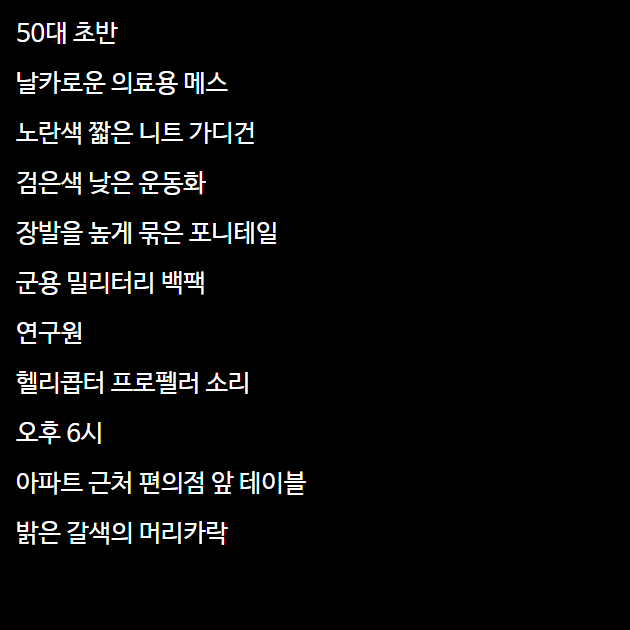 50대 초반
날카로운 의료용 메스
노란색 짧은 니트 가디건
검은색 낮은 운동화
장발을 높게 묶은 포니테일
군용 밀리터리 백팩
연구원
헬리콥터 프로펠러 소리
오후 6시
아파트 근처 편의점 앞 테이블
밝은 갈색의 머리카락